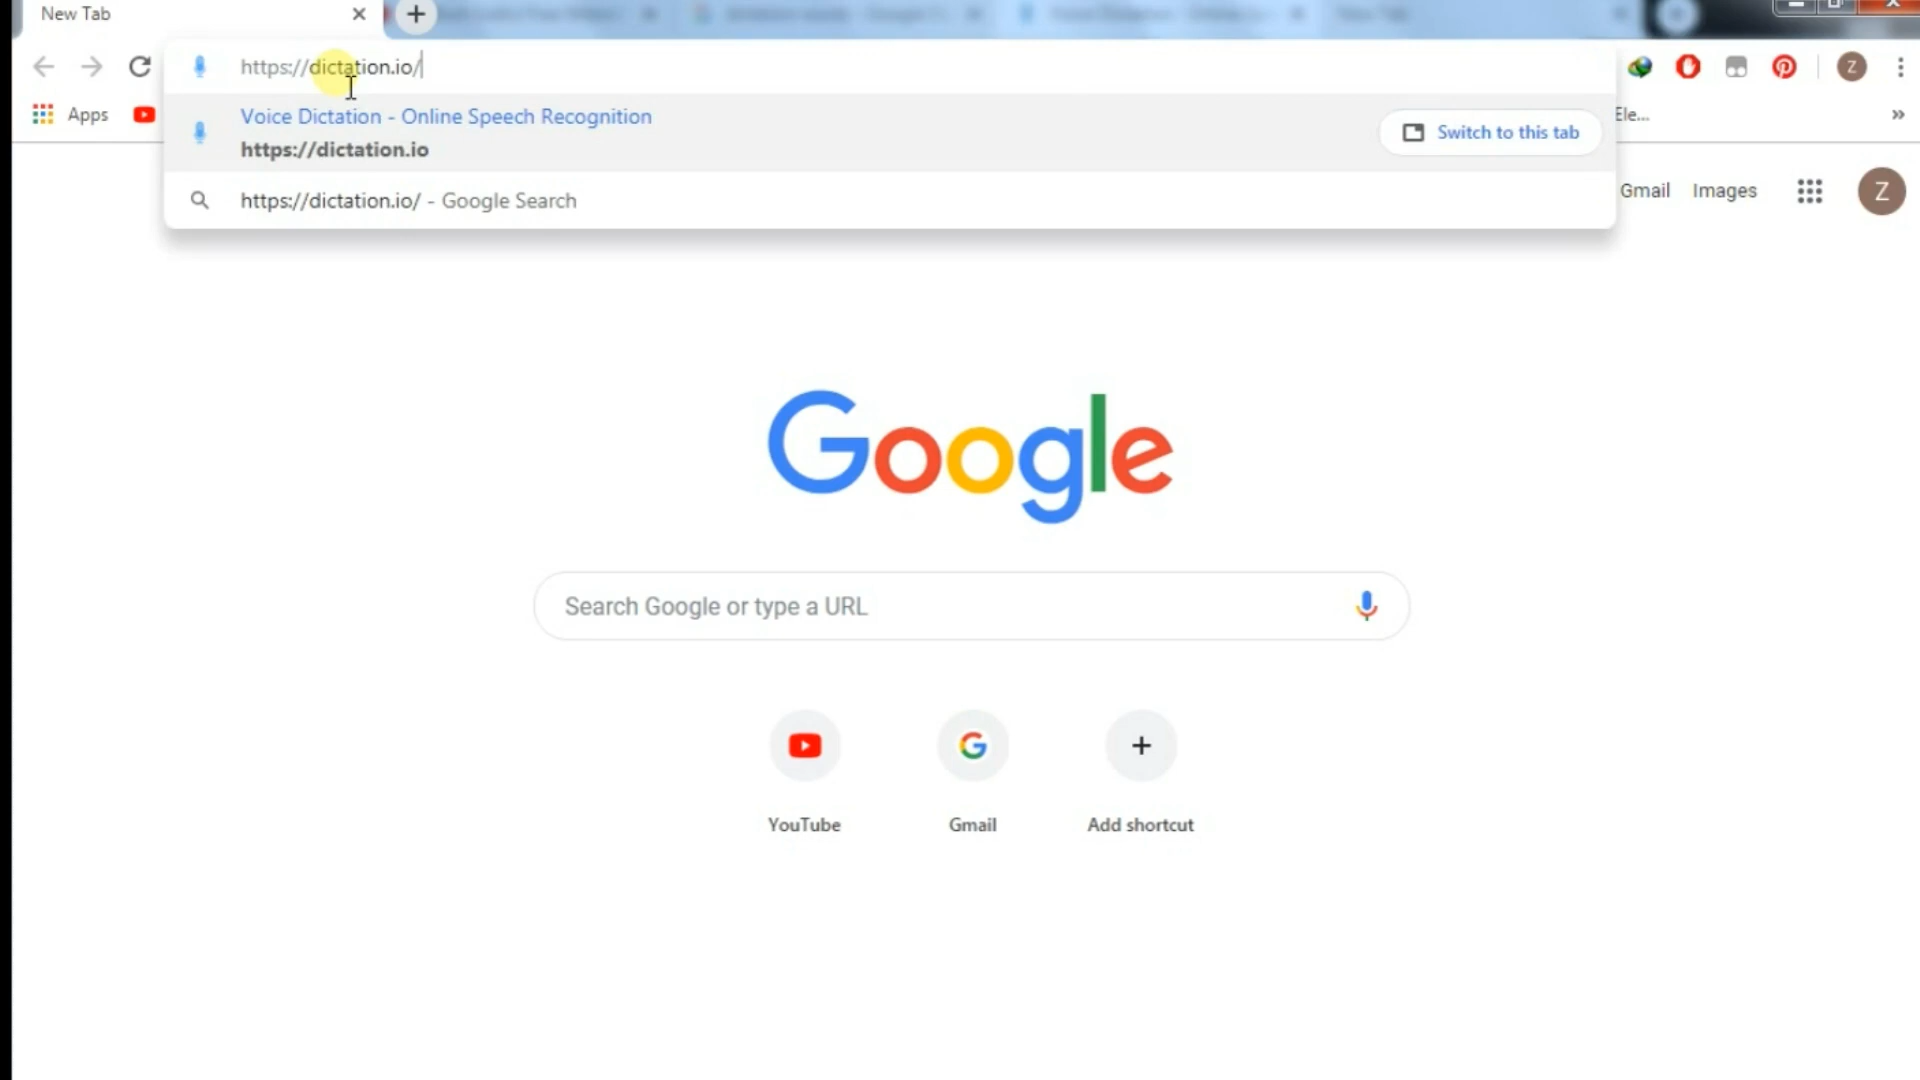 New Tab
https://dictation.io/
Voice Dictation - Online Speech Recognition
https://dictation.io
Switch to this tab
https://dictation.io/ - Google Search
Apps
Ele...
Gmail
Images
Z
Z
Google
Search Google or type a URL
YouTube
Gmail
Add shortcut